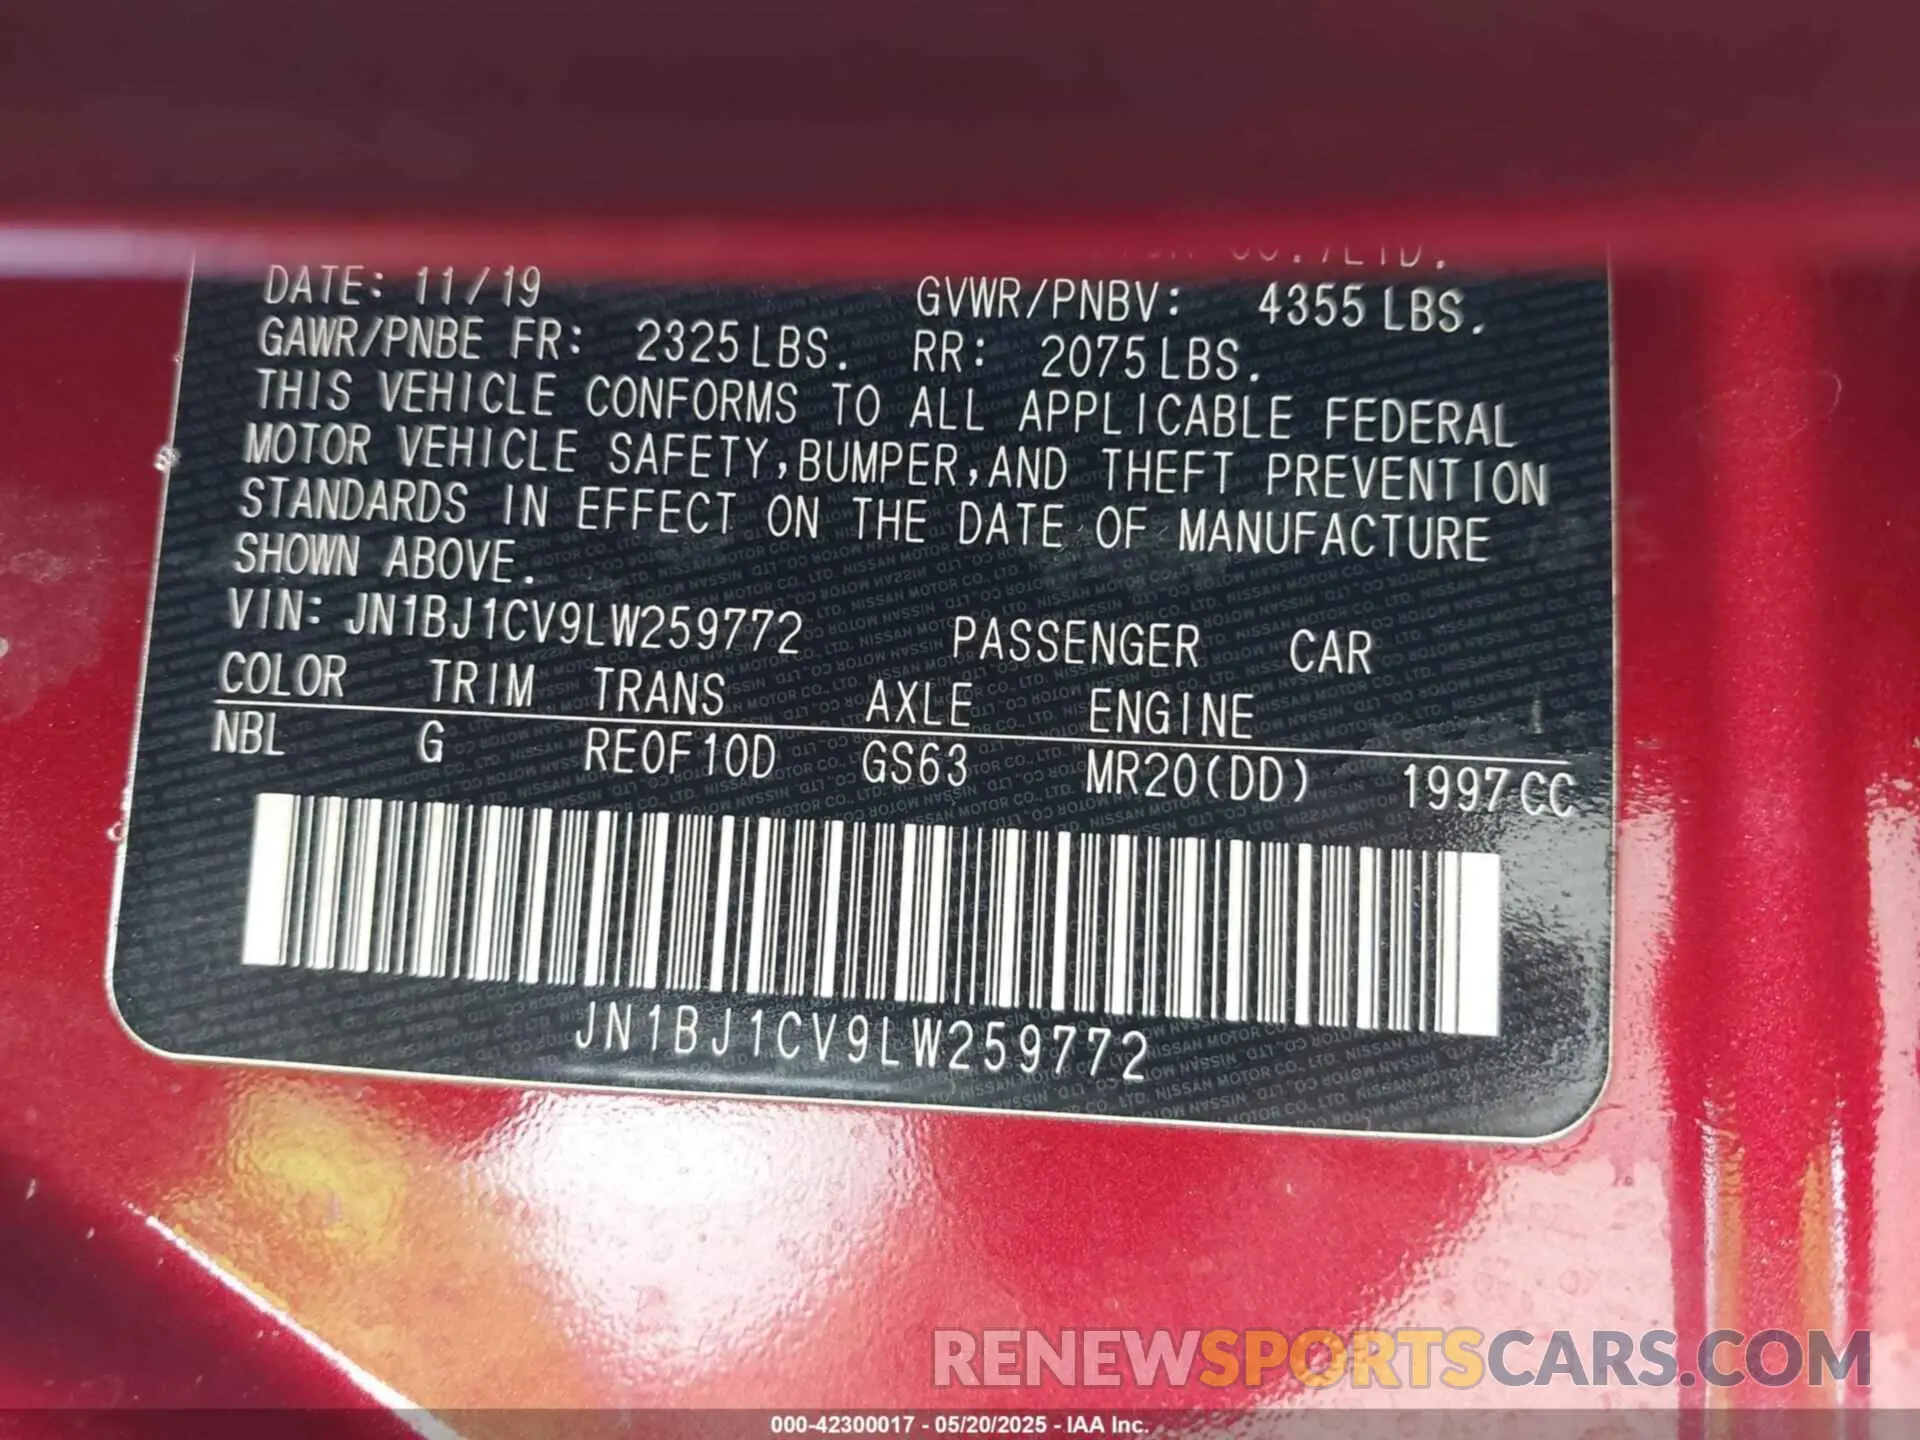 CO.,LTD.
DATE: 11/19 GVWR/PNBV: 4355 LBS.
GAWR/PNBE FR: 2325 LBS. RR: 2075 LBS.
THIS VEHICLE CONFORMS TO ALL APPLICABLE FEDERAL
MOTOR VEHICLE SAFETY, BUMPER, AND THEFT PREVENTION
STANDARDS IN EFFECT ON THE DATE OF MANUFACTURE
SHOWN ABOVE.
VIN: JN1BJ1CV9LW259772 PASSENGER CAR
COLOR TRIM TRANS AXLE ENGINE
NBL G RE0F10D GS63 MR20(DD) 1997CC
JN1BJ1CV9LW259772
RENEWSPORTSCARS.COM
000-42300017 - 05/20/2025 - IAA Inc.